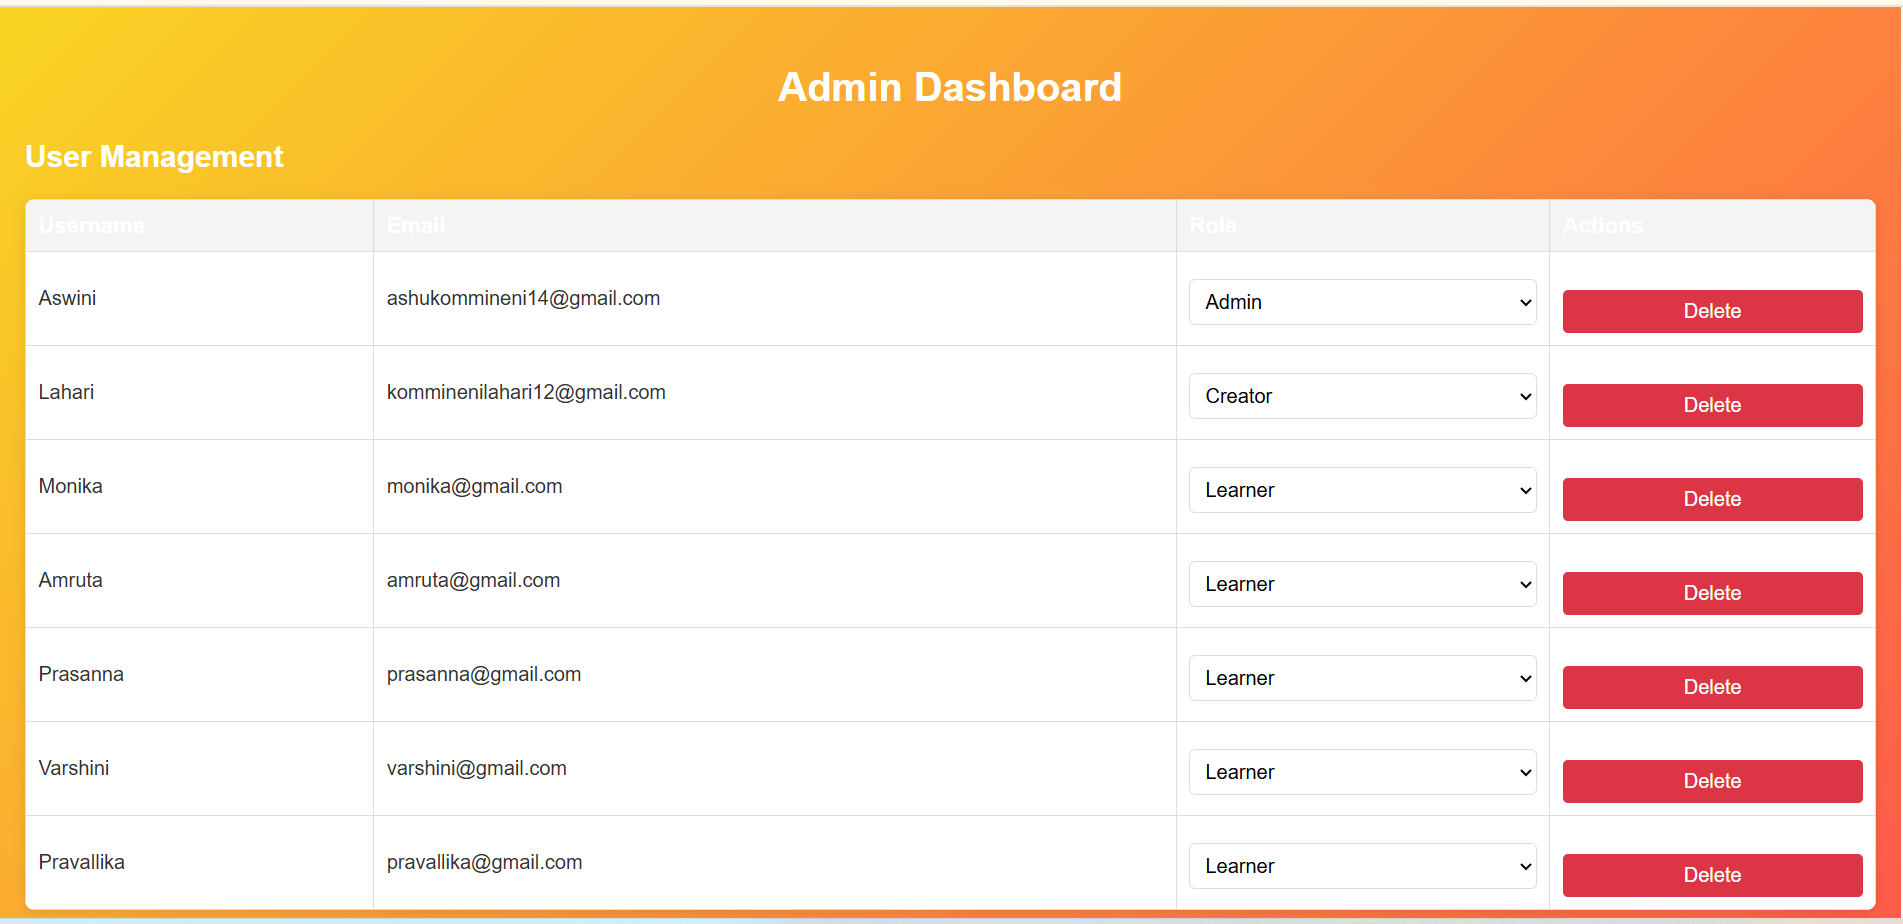 Admin Dashboard
User Management
Username Email Role Actions
Aswini ashukommineni14@gmail.com Admin Delete
Lahari komminenilahari12@gmail.com Creator Delete
Monika monika@gmail.com Learner Delete
Amruta amruta@gmail.com Learner Delete
Prasanna prasanna@gmail.com Learner Delete
Varshini varshini@gmail.com Learner Delete
Pravallika pravallika@gmail.com Learner Delete